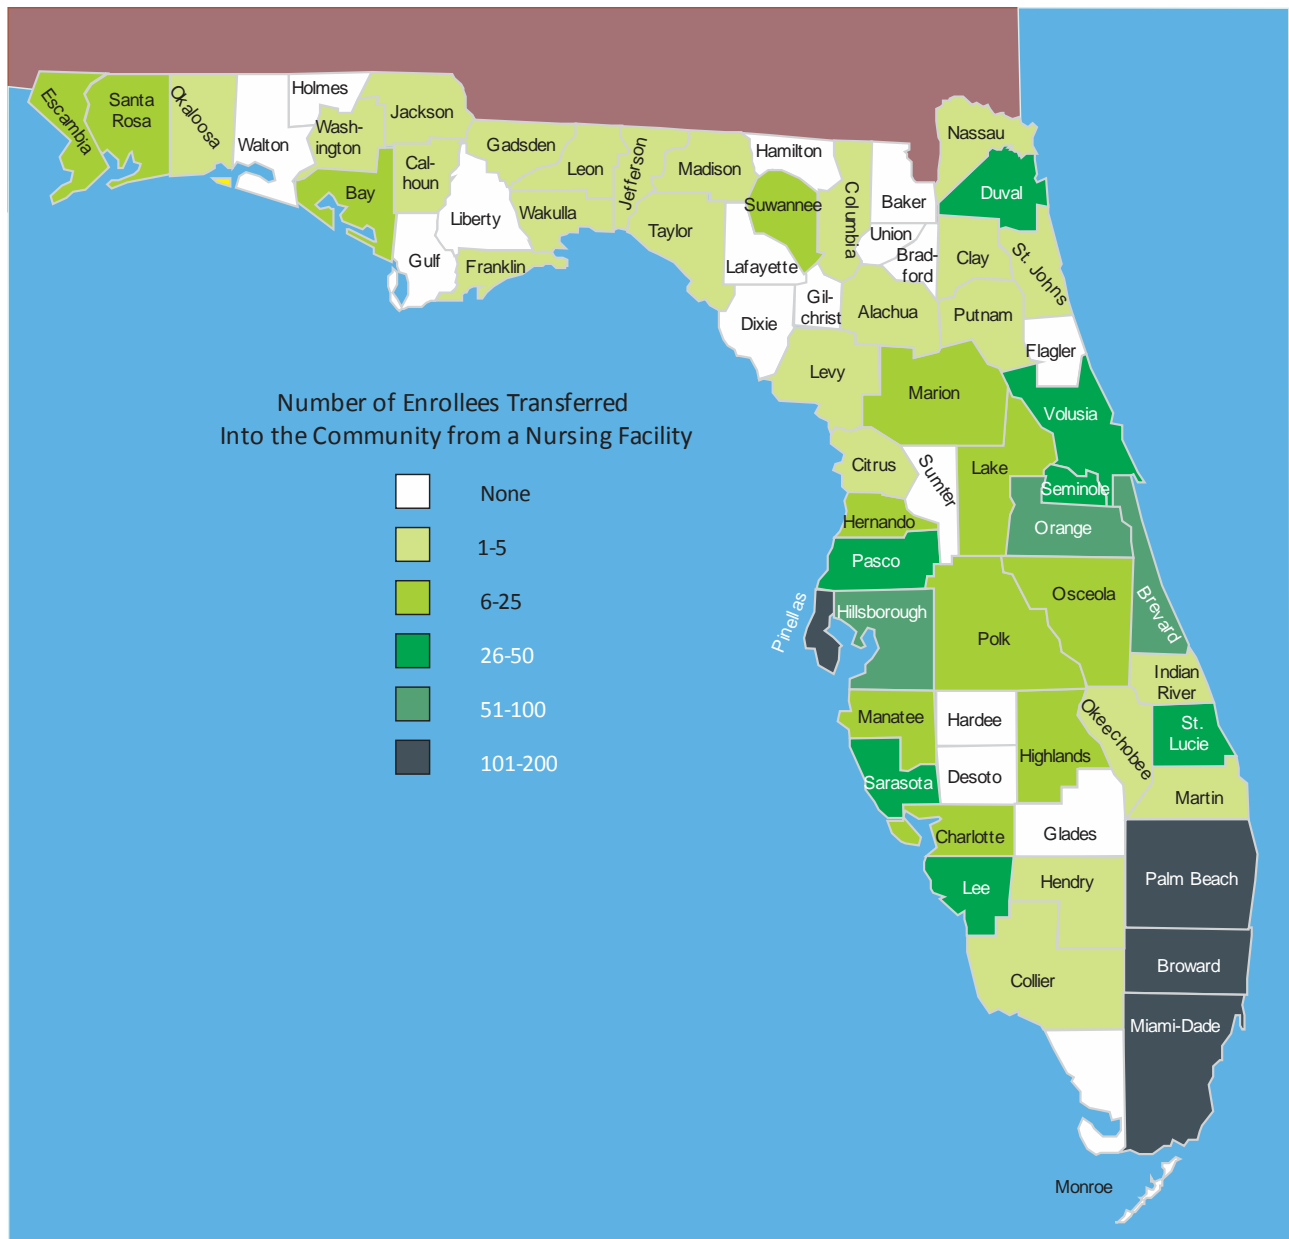 Holmes
Jackson
Santa
Rosa
Escambia
Okaloosa
Walton
Wash-
ington
Bay
Cal-
houn
Gadsden
Leon
Jefferson
Madison
Hamilton
Nassau
Duval
Baker
Columbia
Suwannee
Liberty
Wakulla
Taylor
Union
Brad-
ford
Clay
St. Johns
Gulf
Franklin
Lafayette
Dixie
Gil-
christ
Alachua
Putnam
Flagler
Levy
Marion
Volusia
Number of Enrollees Transferred
Into the Community from a Nursing Facility
None
1-5
6-25
26-50
51-100
101-200
Citrus
Sumter
Lake
Seminole
Hernando
Orange
Pasco
Pinellas
Hillsborough
Polk
Osceola
Brevard
Indian
River
Manatee
Hardee
Okeechobee
St.
Lucie
Highlands
Sarasota
Desoto
Martin
Charlotte
Glades
Lee
Hendry
Palm Beach
Collier
Broward
Miami-Dade
Monroe